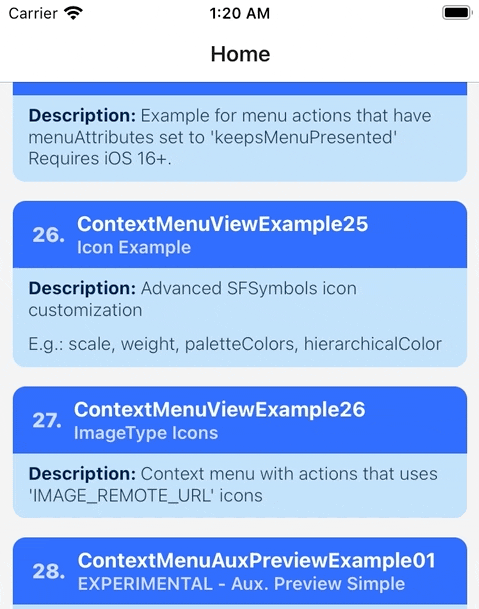 Carrier 1:20 AM
Home
Description: Example for menu actions that have
menuAttributes set to 'keepsMenuPresented'
Requires iOS 16+.
26. ContextMenuViewExample25
Icon Example
Description: Advanced SFSymbols icon
customization
E.g.: scale, weight, paletteColors, hierarchicalColor
27. ContextMenuViewExample26
ImageType Icons
Description: Context menu with actions that uses
'IMAGE_REMOTE_URL' icons
28. ContextMenuAuxPreviewExample01
EXPERIMENTAL - Aux. Preview Simple